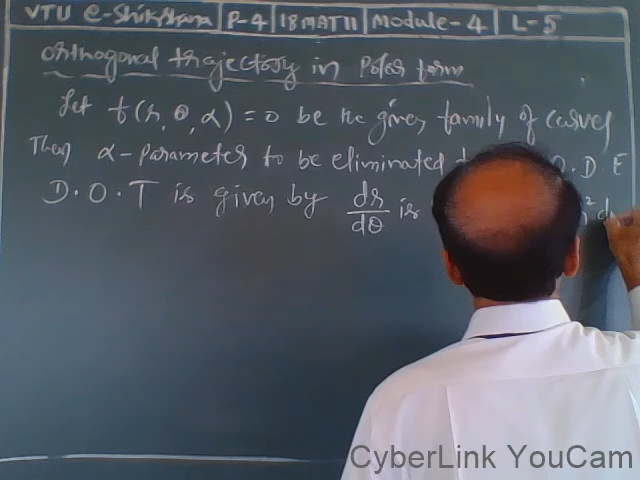 VTU e-Shikshana | P-4 | 18MAT11 | Module-4 | L-5
Orthogonal trajectory in Polar form
Let f(r, θ, α) = 0 be the given family of curves
Then α-parameter to be eliminated O.D.E
D.O.T is given by dr/dθ is
CyberLink YouCam